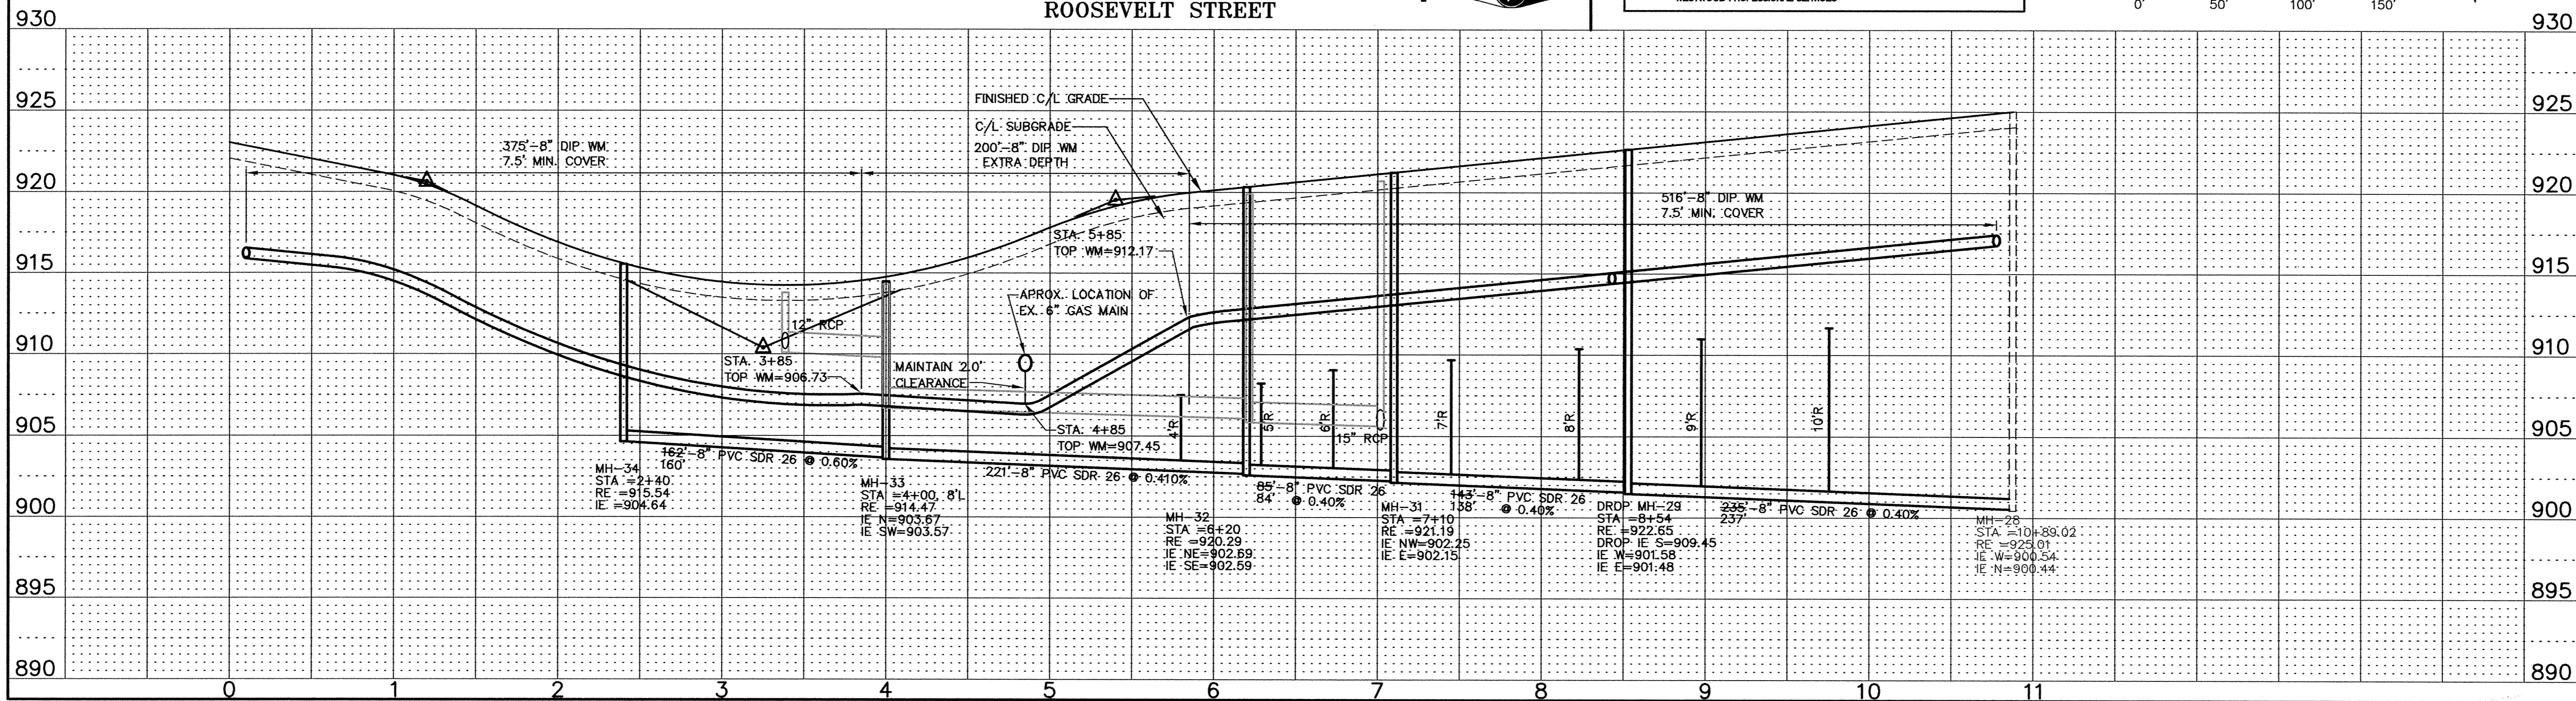 ROOSEVELT STREET
0' 50' 100' 150'
930
930
925
925
920
920
915
915
910
910
905
905
900
900
895
895
890
890
FINISHED C/L GRADE
C/L SUBGRADE
375'-8" DIP WM
7.5' MIN. COVER
200'-8" DIP WM
EXTRA DEPTH
516'-8" DIP WM
7.5' MIN. COVER
STA. 5+85
TOP WM=912.17
APROX. LOCATION OF
EX. 6" GAS MAIN
12" RCP
STA. 3+85
TOP WM=906.73
MAINTAIN 2.0'
CLEARANCE
STA. 4+85
TOP WM=907.45
4'R
5'R
6'R
15" RCP
7'R
8'R
9'R
10'R
162'-8" PVC SDR 26 @ 0.60%
160'
MH-34
STA =2+40
RE =915.54
IE =904.64
MH-33
STA =4+00, 8'L
RE =914.47
IE N=903.67
IE SW=903.57
221'-8" PVC SDR 26 @ 0.410%
MH-32
STA =6+20
RE =920.29
IE NE=902.69
IE SE=902.59
85'-8" PVC SDR 26
84' @ 0.40%
MH-31
STA =7+10
RE =921.19
IE NW=902.25
IE E=902.15
143'-8" PVC SDR 26
138' @ 0.40%
DROP MH-29
STA =8+54
RE =922.65
DROP IE S=909.45
IE W=901.58
IE E=901.48
235'-8" PVC SDR 26 @ 0.40%
237'
MH-28
STA =10+89.02
RE =925.01
IE W=900.54
IE N=900.44
0 1 2 3 4 5 6 7 8 9 10 11